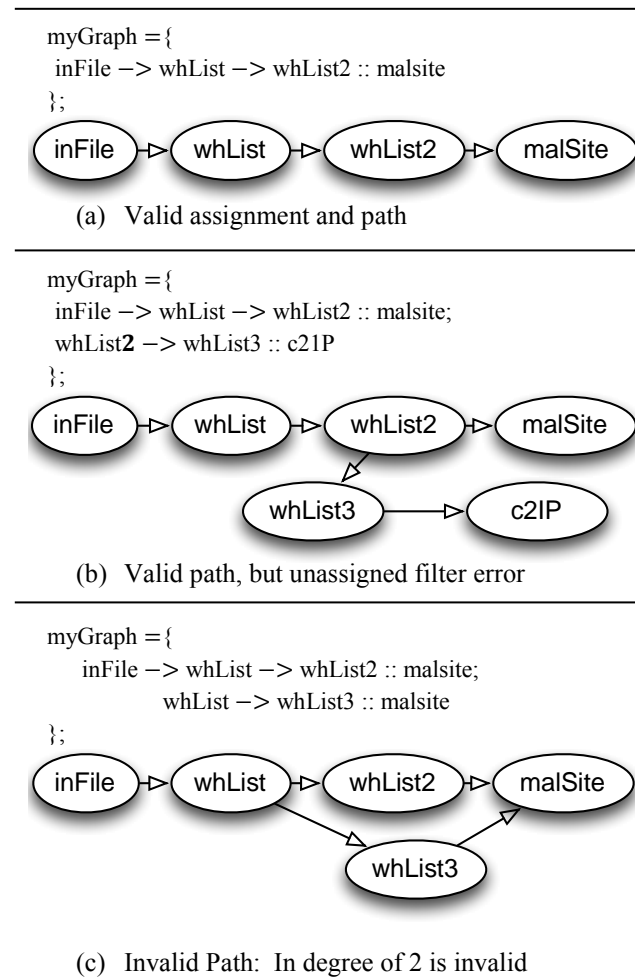 myGraph = {
inFile −> whList −> whList2 :: malsite
};
inFile whList whList2 malSite
(a) Valid assignment and path
myGraph = {
inFile −> whList −> whList2 :: malsite;
whList2 −> whList3 :: c21P
};
inFile whList whList2 malSite
whList3 c2IP
(b) Valid path, but unassigned filter error
myGraph = {
inFile −> whList −> whList2 :: malsite;
whList −> whList3 :: malsite
};
inFile whList whList2 malSite
whList3
(c) Invalid Path: In degree of 2 is invalid